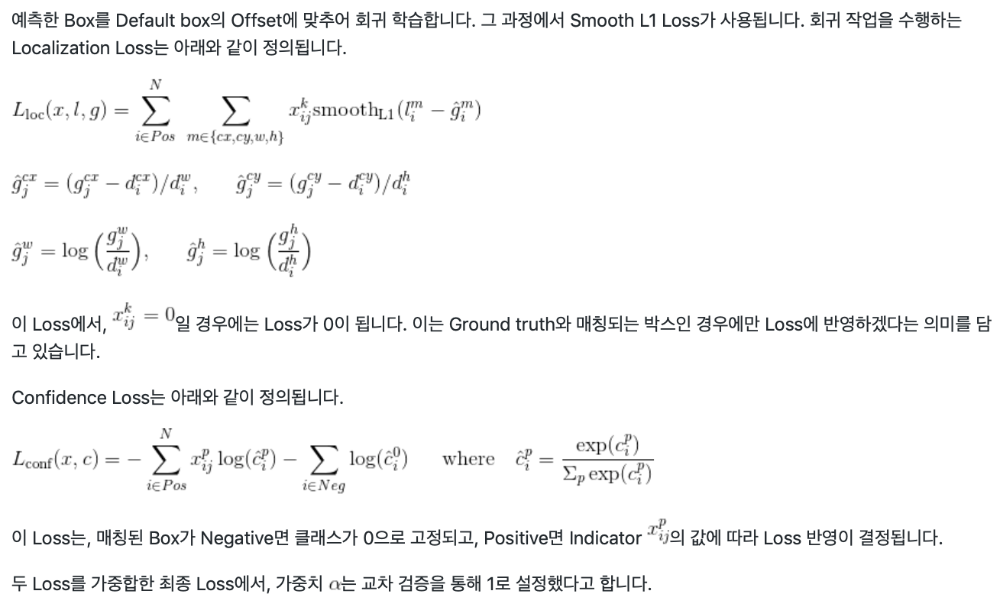 예측한 Box를 Default box의 Offset에 맞추어 회귀 학습합니다. 그 과정에서 Smooth L1 Loss가 사용됩니다. 회귀 작업을 수행하는
Localization Loss는 아래와 같이 정의됩니다.
$L_{\text{loc}}(x, l, g) = \sum_{i \in Pos}^{N} \sum_{m \in \{cx, cy, w, h\}} x_{ij}^{k} \text{smooth}_{\text{L1}}(l_i^m - \hat{g}_i^m)$
$\hat{g}_j^{cx} = (g_j^{cx} - d_i^{cx}) / d_i^w, \quad \hat{g}_j^{cy} = (g_j^{cy} - d_i^{cy}) / d_i^h$
$\hat{g}_j^w = \log\left(\frac{g_j^w}{d_i^w}\right), \quad \hat{g}_j^h = \log\left(\frac{g_j^h}{d_i^h}\right)$
이 Loss에서, $x_{ij}^k = 0$일 경우에는 Loss가 0이 됩니다. 이는 Ground truth와 매칭되는 박스인 경우에만 Loss에 반영하겠다는 의미를 담
고 있습니다.
Confidence Loss는 아래와 같이 정의됩니다.
$L_{\text{conf}}(x, c) = -\sum_{i \in Pos}^{N} x_{ij}^p \log(\hat{c}_i^p) - \sum_{i \in Neg} \log(\hat{c}_i^0) \quad \text{where} \quad \hat{c}_i^p = \frac{\exp(c_i^p)}{\Sigma_p \exp(c_i^p)}$
이 Loss는, 매칭된 Box가 Negative면 클래스가 0으로 고정되고, Positive면 Indicator $x_{ij}^p$의 값에 따라 Loss 반영이 결정됩니다.
두 Loss를 가중합한 최종 Loss에서, 가중치 $\alpha$는 교차 검증을 통해 1로 설정했다고 합니다.